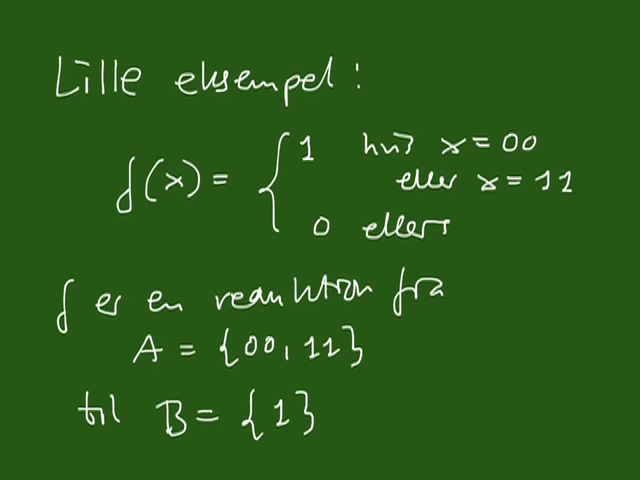 Lille eksempel:
f(x) = { 1 hvis x = 00
eller x = 11
0 ellers
f er en reduktion fra
A = {00, 11}
til B = {1}